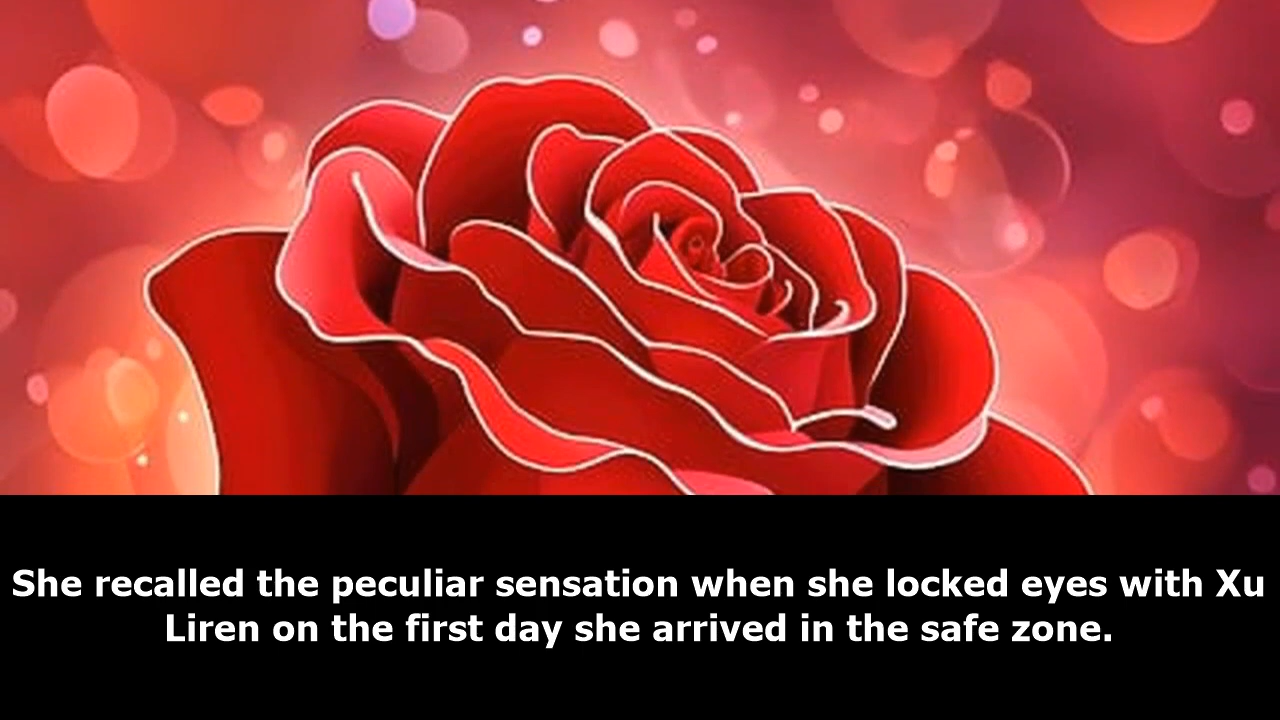 She recalled the peculiar sensation when she locked eyes with Xu
Liren on the first day she arrived in the safe zone.